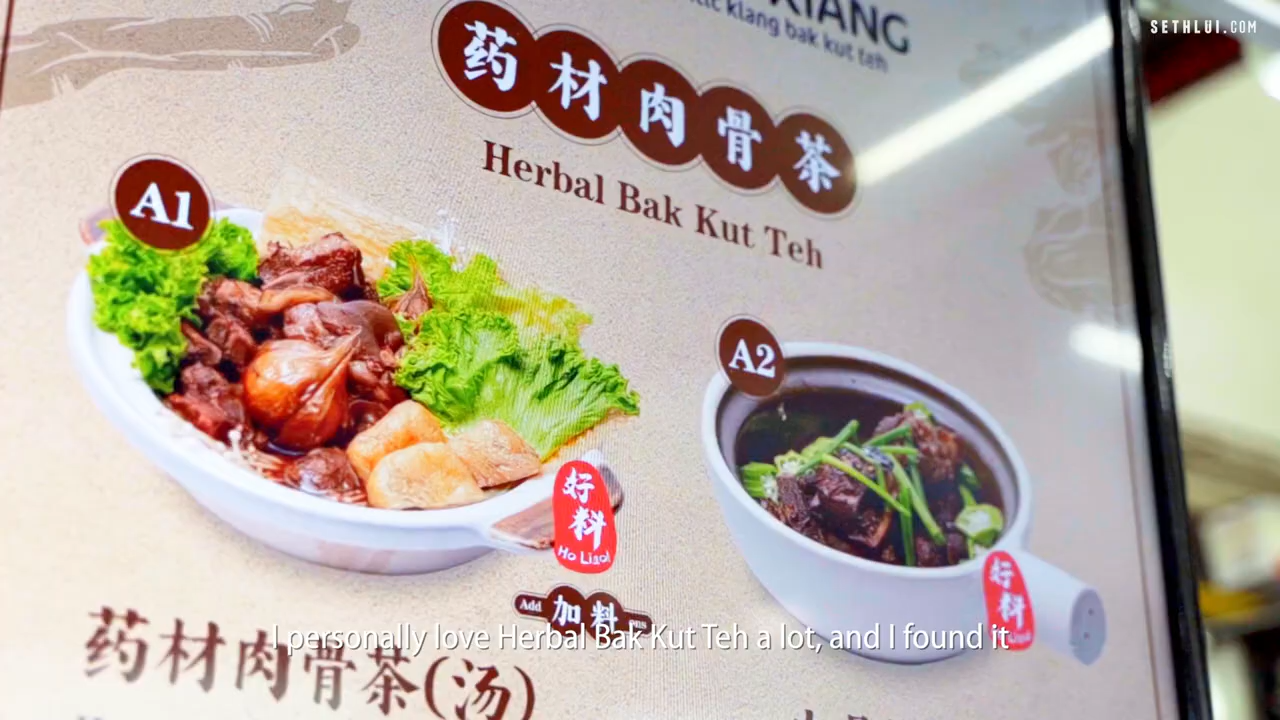 SETHLUI.COM
klang bak kut teh
药材肉骨茶
Herbal Bak Kut Teh
A1
A2
好料
Ho Liao!
好料
Add 加料 ons
I personally love Herbal Bak Kut Teh a lot, and I found it
药材肉骨茶(汤)